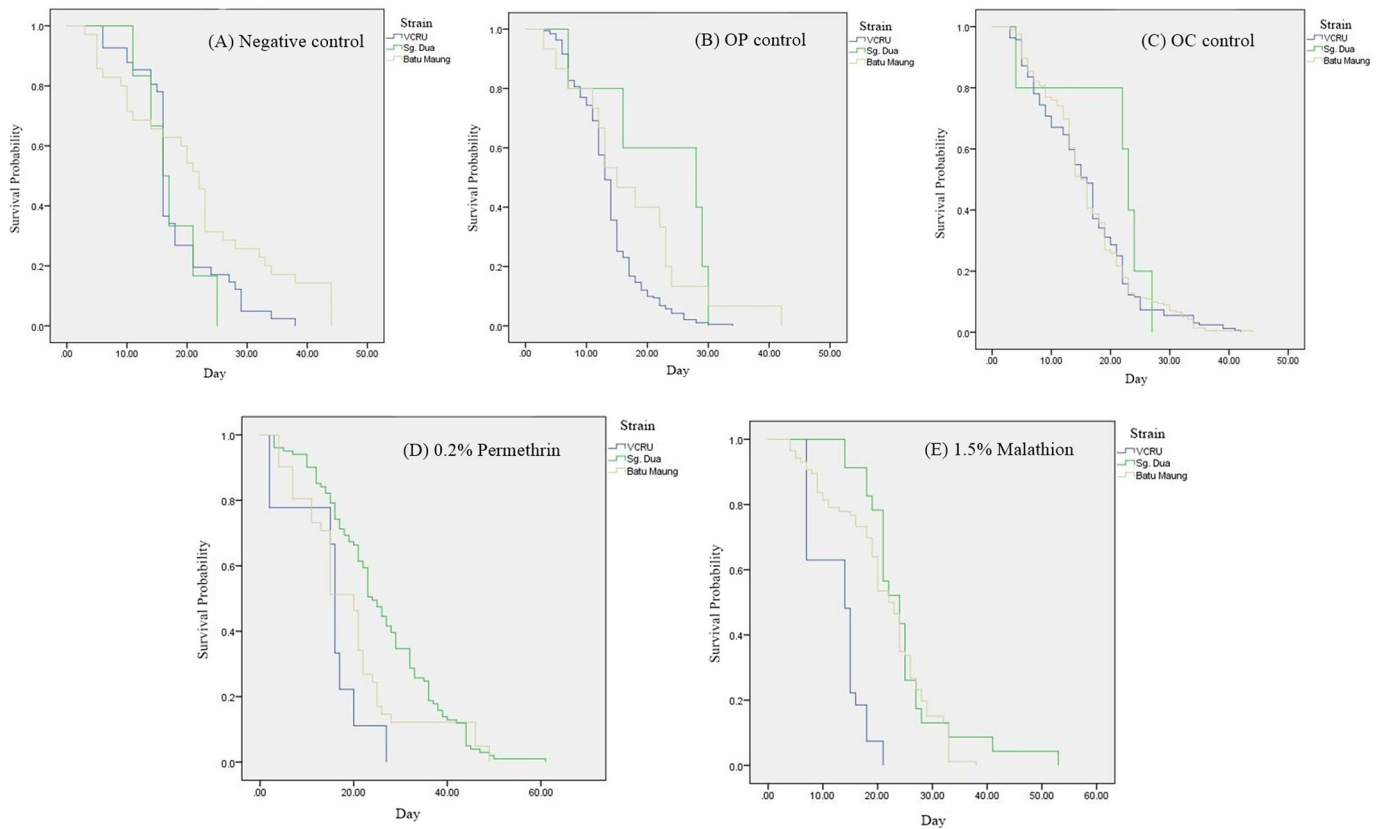 (A) Negative control
Strain
VCRU
Sg. Dua
Batu Maung
Survival Probability
1.0
0.8
0.6
0.4
0.2
0.0
.00 10.00 20.00 30.00 40.00 50.00
Day
(B) OP control
Strain
VCRU
Sg. Dua
Batu Maung
Survival Probability
1.0
0.8
0.6
0.4
0.2
0.0
.00 10.00 20.00 30.00 40.00 50.00
Day
(C) OC control
Strain
VCRU
Sg. Dua
Batu Maung
Survival Probability
1.0
0.8
0.6
0.4
0.2
0.0
.00 10.00 20.00 30.00 40.00 50.00
Day
(D) 0.2% Permethrin
Strain
VCRU
Sg. Dua
Batu Maung
Survival Probability
1.0
0.8
0.6
0.4
0.2
0.0
.00 20.00 40.00 60.00
Day
(E) 1.5% Malathion
Strain
VCRU
Sg. Dua
Batu Maung
Survival Probability
1.0
0.8
0.6
0.4
0.2
0.0
.00 10.00 20.00 30.00 40.00 50.00 60.00
Day